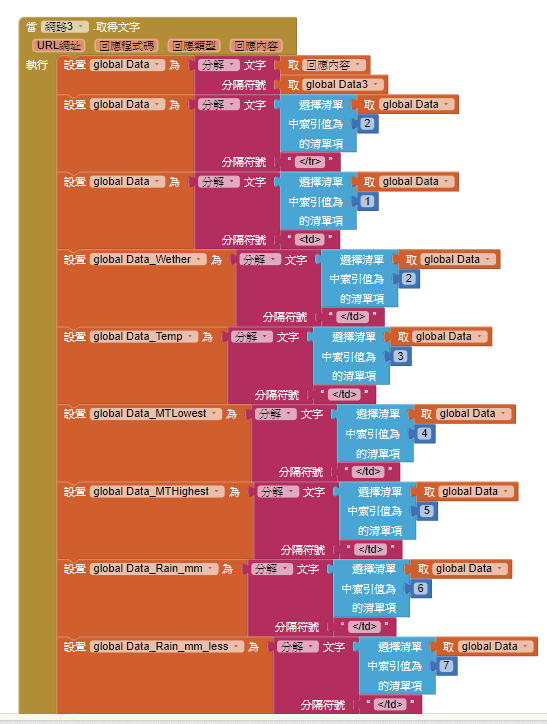 當 網路3 .取得文字
URL網址 回應程式碼 回應類型 回應內容
執行 設置 global Data 為 分解 文字 取 回應內容
分隔符號 取 global Data3
設置 global Data 為 分解 文字 選擇清單 取 global Data
中索引值為 2
的清單項
分隔符號 " </tr> "
設置 global Data 為 分解 文字 選擇清單 取 global Data
中索引值為 1
的清單項
分隔符號 " <td> "
設置 global Data_Wether 為 分解 文字 選擇清單 取 global Data
中索引值為 2
的清單項
分隔符號 " </td> "
設置 global Data_Temp 為 分解 文字 選擇清單 取 global Data
中索引值為 3
的清單項
分隔符號 " </td> "
設置 global Data_MTLowest 為 分解 文字 選擇清單 取 global Data
中索引值為 4
的清單項
分隔符號 " </td> "
設置 global Data_MTHighest 為 分解 文字 選擇清單 取 global Data
中索引值為 5
的清單項
分隔符號 " </td> "
設置 global Data_Rain_mm 為 分解 文字 選擇清單 取 global Data
中索引值為 6
的清單項
分隔符號 " </td> "
設置 global Data_Rain_mm_less 為 分解 文字 選擇清單 取 global Data
中索引值為 7
的清單項
分隔符號 " </td> "